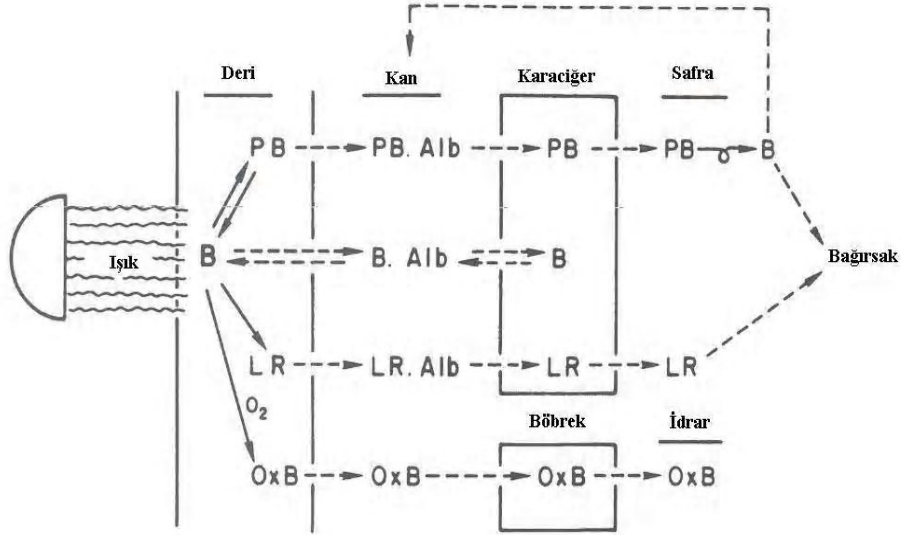 Deri Kan Karaciğer Safra
PB PB. Alb PB PB B
Işık B B. Alb B Bağırsak
LR LR. Alb LR LR
O2
Böbrek İdrar
OxB OxB OxB OxB